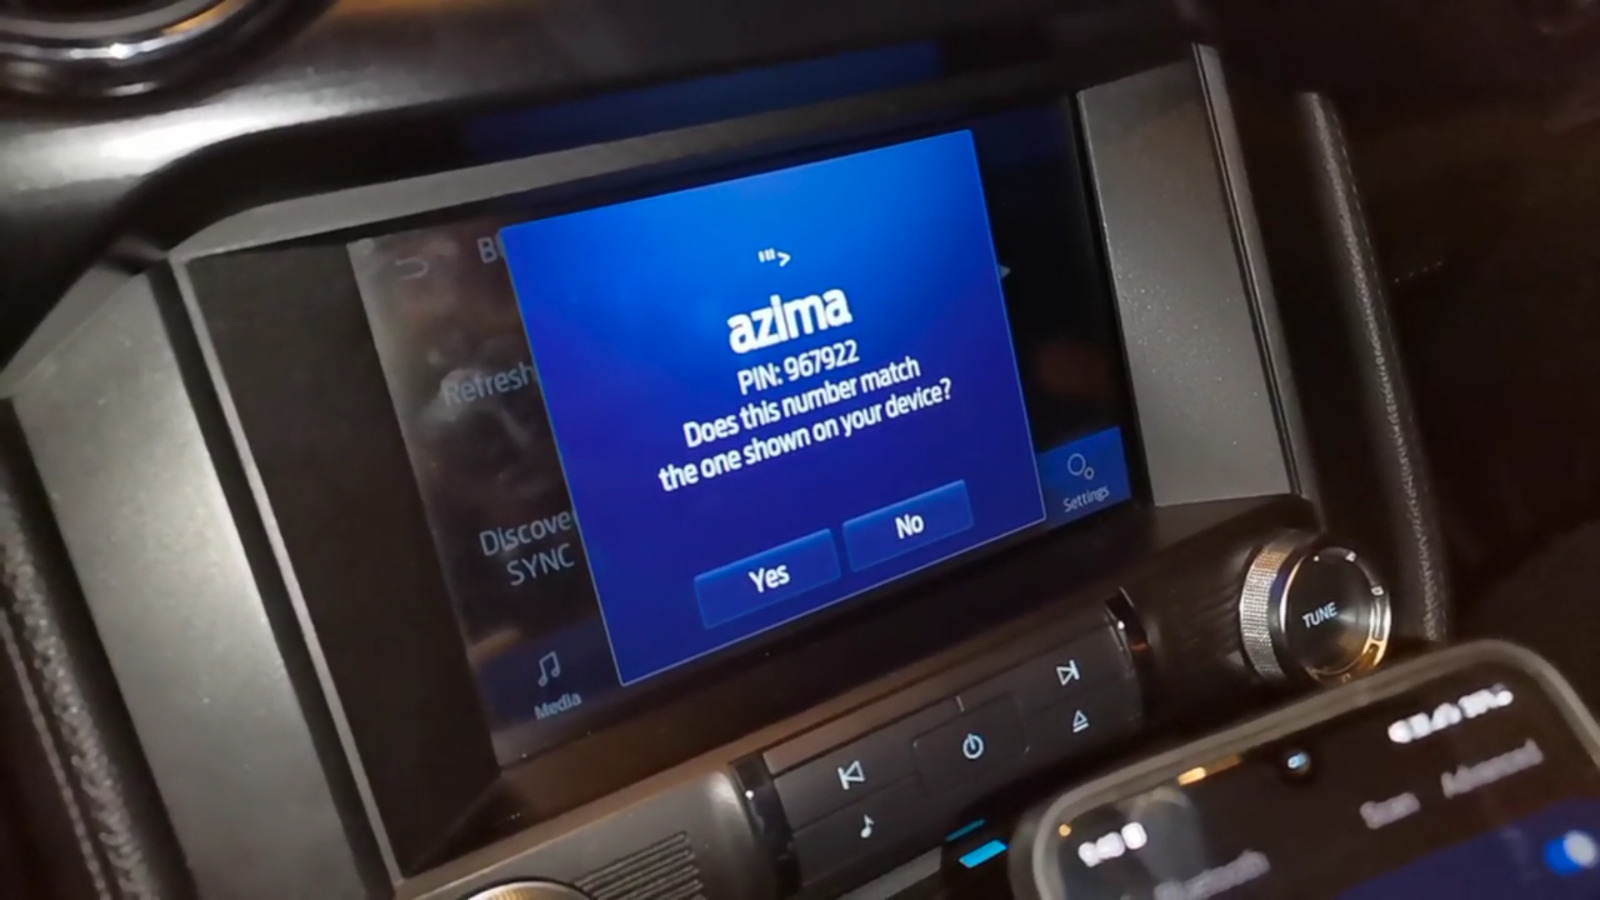 azima
PIN: 967922
Does this number match
the one shown on your device?
Yes
No
Refresh
Discove
SYNC
Media
Settings
TUNE